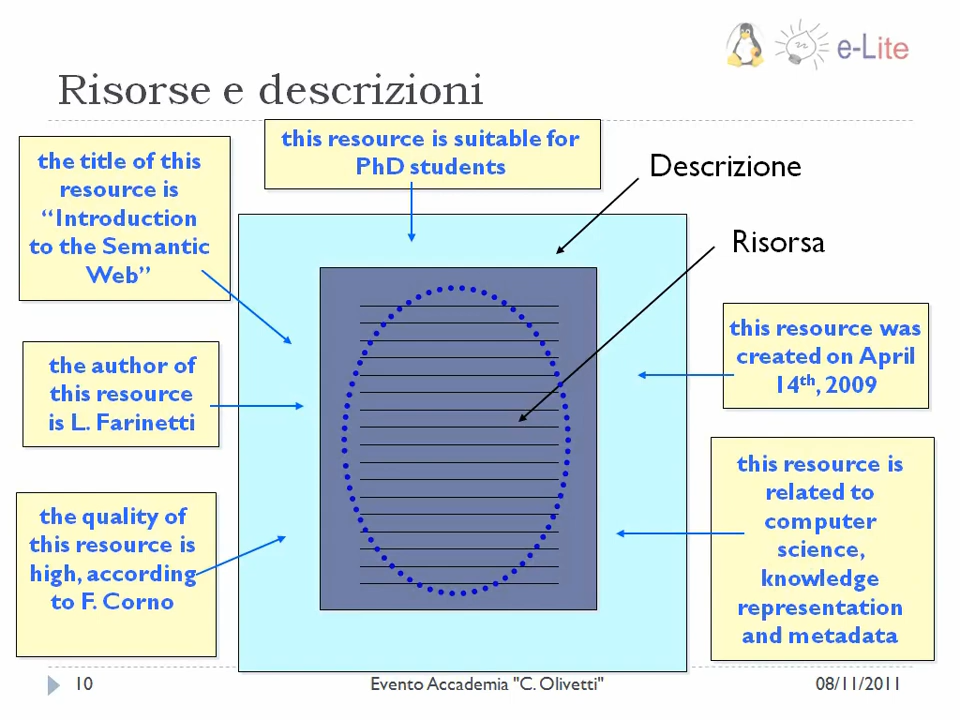 e-Lite
Risorse e descrizioni
this resource is suitable for
PhD students
the title of this
resource is
“Introduction
to the Semantic
Web”
Descrizione
Risorsa
this resource was
created on April
14th, 2009
the author of
this resource
is L. Farinetti
this resource is
related to
computer
science,
knowledge
representation
and metadata
the quality of
this resource is
high, according
to F. Corno
10
Evento Accademia "C. Olivetti"
08/11/2011